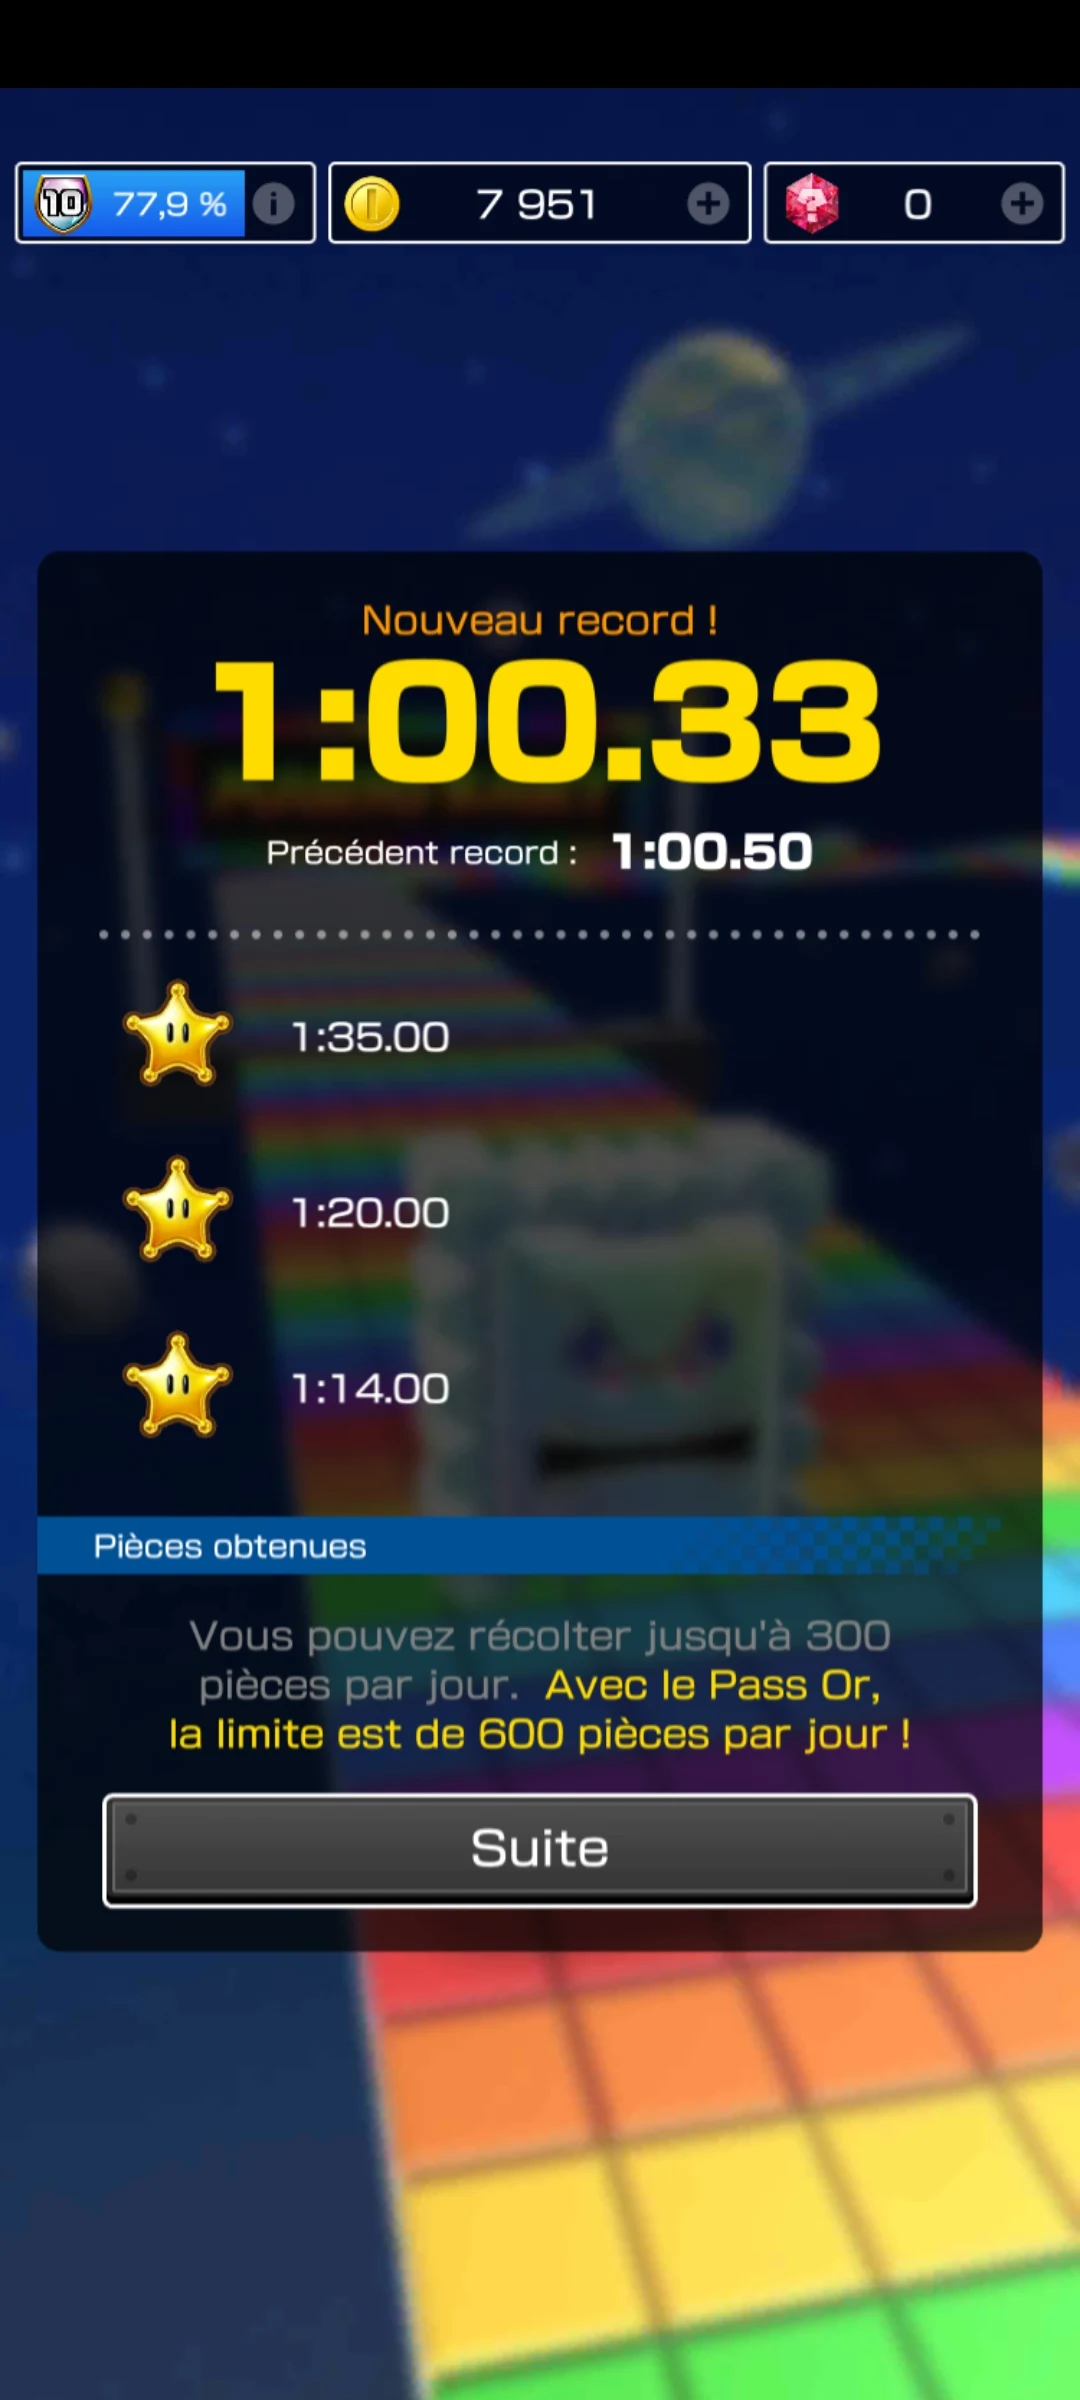 10 77,9 % i 7 951 + 0 +
Nouveau record !
1:00.33
Précédent record : 1:00.50
1:35.00
1:20.00
1:14.00
Pièces obtenues
Vous pouvez récolter jusqu'à 300
pièces par jour. Avec le Pass Or,
la limite est de 600 pièces par jour !
Suite